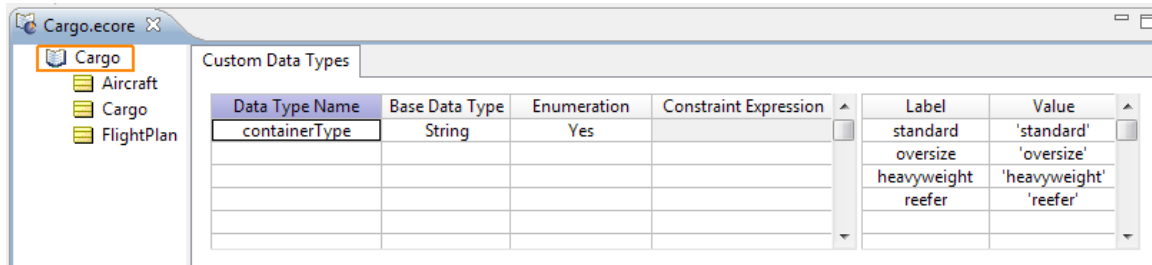 Cargo.ecore
Cargo
Aircraft
Cargo
FlightPlan
Custom Data Types
Data Type Name Base Data Type Enumeration Constraint Expression Label Value
containerType String Yes standard 'standard'
oversize 'oversize'
heavyweight 'heavyweight'
reefer 'reefer'